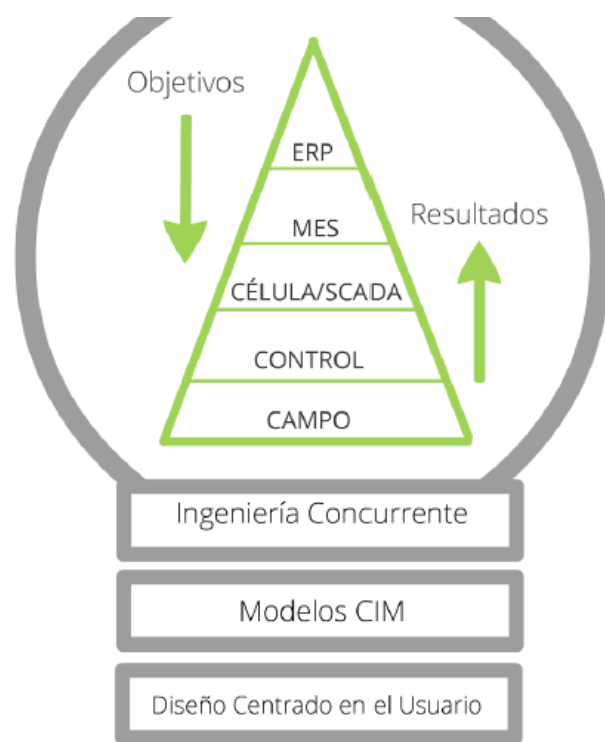 Objetivos
ERP
MES
Resultados
CÉLULA/SCADA
CONTROL
CAMPO
Ingeniería Concurrente
Modelos CIM
Diseño Centrado en el Usuario